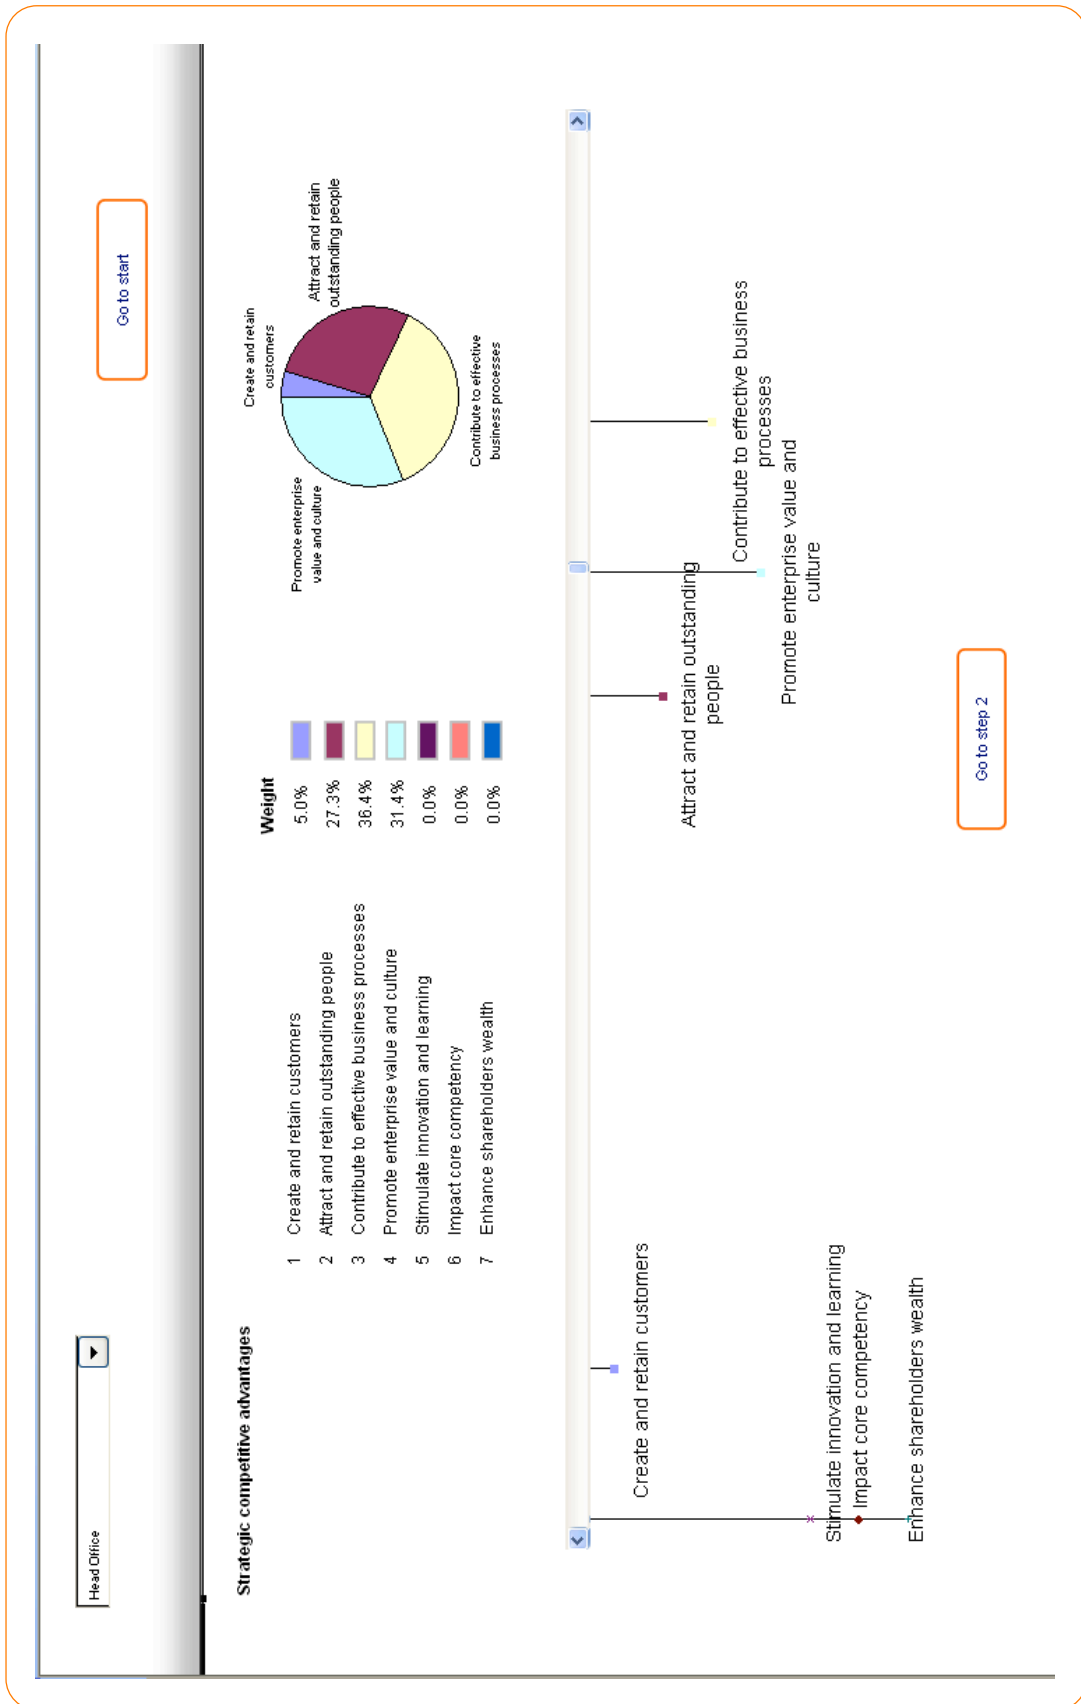 Head Office
Go to start
Strategic competitive advantages
Weight
1 Create and retain customers 5.0%
2 Attract and retain outstanding people 27.3%
3 Contribute to effective business processes 36.4%
4 Promote enterprise value and culture 31.4%
5 Stimulate innovation and learning 0.0%
6 Impact core competency 0.0%
7 Enhance shareholders wealth 0.0%
Create and retain
customers
Attract and retain
outstanding people
Promote enterprise
value and culture
Contribute to effective
business processes
Create and retain customers
Attract and retain outstanding
people
Contribute to effective business
processes
Promote enterprise value and
culture
Stimulate innovation and learning
Impact core competency
Enhance shareholders wealth
Go to step 2